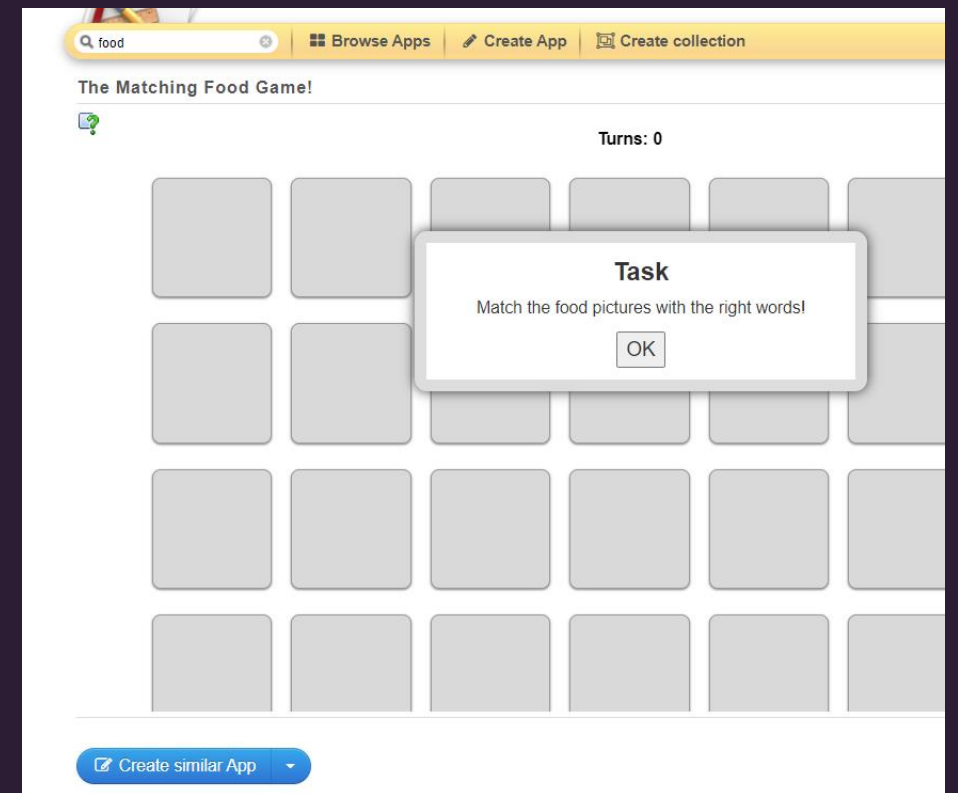 food
Browse Apps
Create App
Create collection
The Matching Food Game!
Turns: 0
Task
Match the food pictures with the right words!
OK
Create similar App